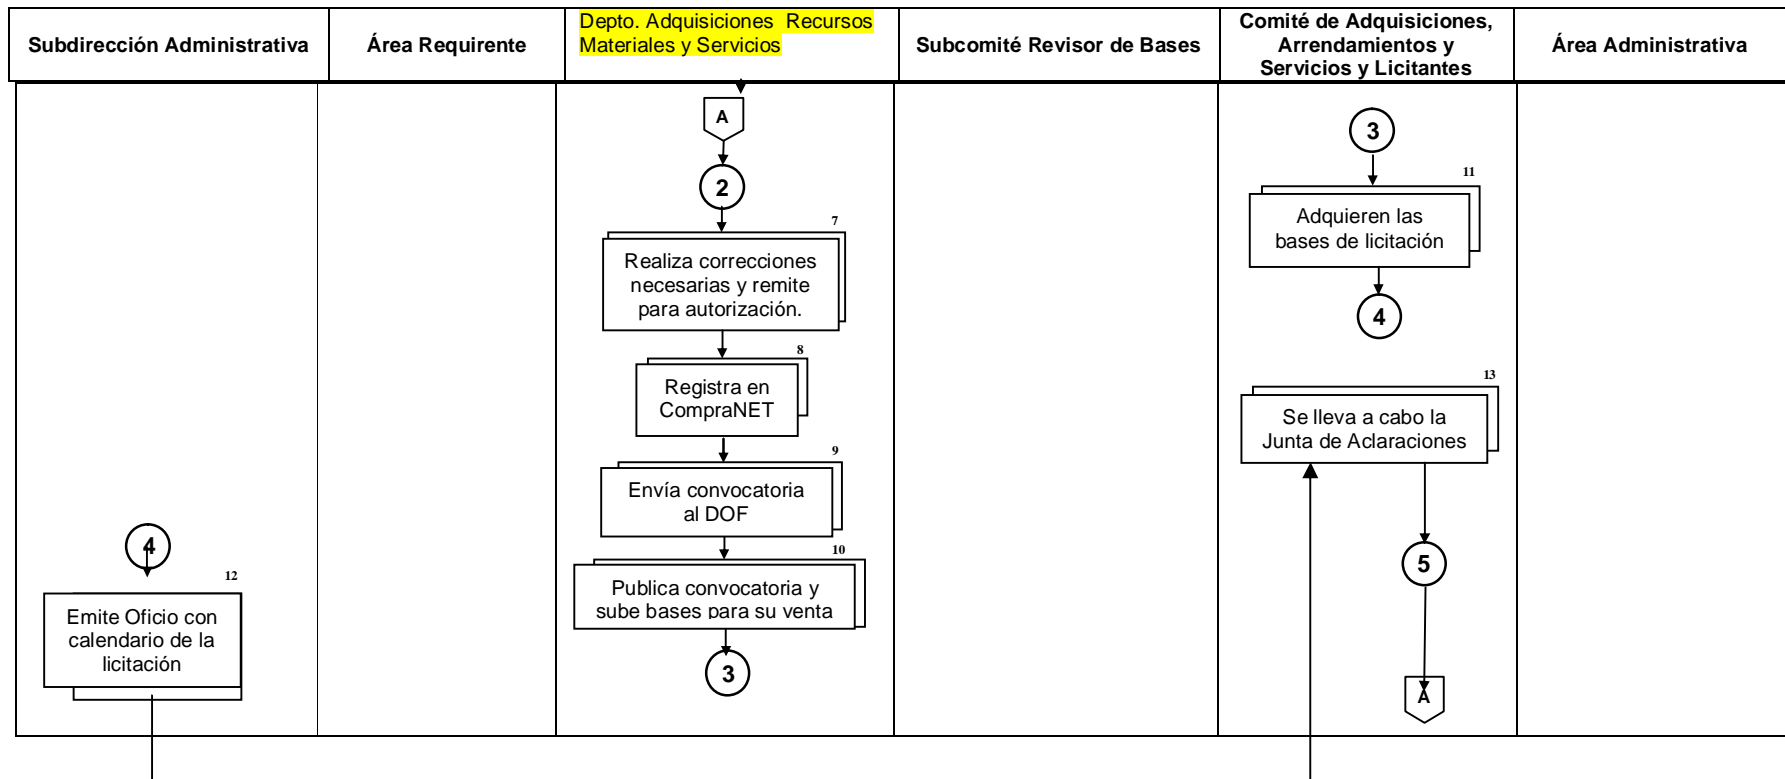 Subdirección Administrativa
Área Requirente
Depto. Adquisiciones Recursos
Materiales y Servicios
Subcomité Revisor de Bases
Comité de Adquisiciones,
Arrendamientos y
Servicios y Licitantes
Área Administrativa
A
2
7
Realiza correcciones
necesarias y remite
para autorización.
8
Registra en
CompraNET
9
Envía convocatoria
al DOF
10
Publica convocatoria y
sube bases para su venta
3
3
11
Adquieren las
bases de licitación
4
4
12
Emite Oficio con
calendario de la
licitación
13
Se lleva a cabo la
Junta de Aclaraciones
5
A